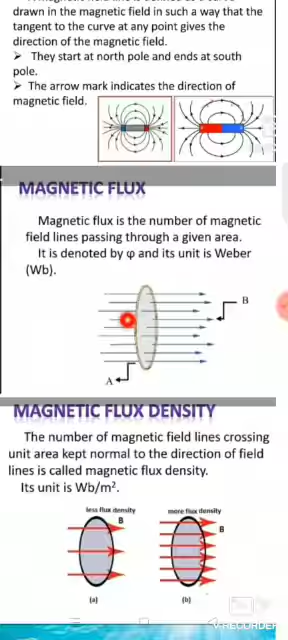 drawn in the magnetic field in such a way that the
tangent to the curve at any point gives the
direction of the magnetic field.
➢ They start at north pole and ends at south
pole.
➢ The arrow mark indicates the direction of
magnetic field.
MAGNETIC FLUX
Magnetic flux is the number of magnetic
field lines passing through a given area.
It is denoted by φ and its unit is Weber
(Wb).
B
A
MAGNETIC FLUX DENSITY
The number of magnetic field lines crossing
unit area kept normal to the direction of field
lines is called magnetic flux density.
Its unit is Wb/m².
less flux density
more flux density
B
B
(a)
(b)
V RECORDER